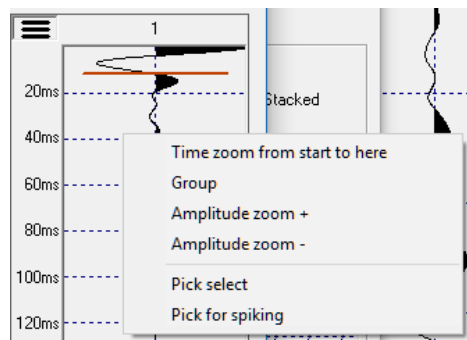 1
20ms
Stacked
40ms
Time zoom from start to here
60ms
Group
Amplitude zoom +
80ms
Amplitude zoom -
100ms
Pick select
Pick for spiking
120ms